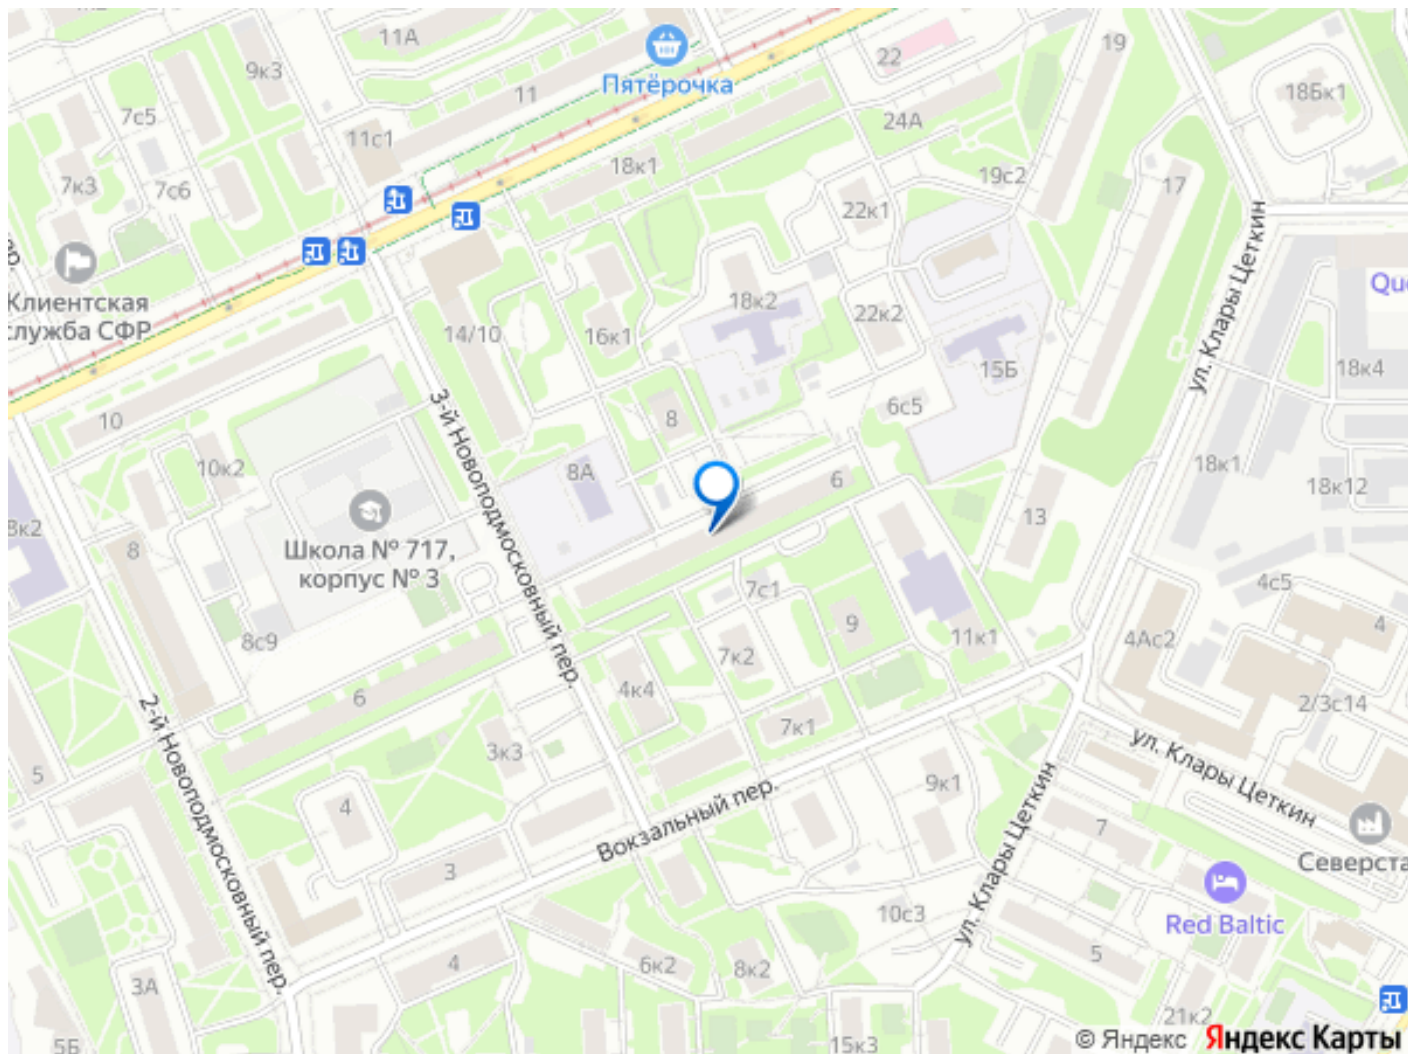 11А
19
Пятёрочка
22
9к3
11
18Бк1
7с5
24А
11с1
18к1
19с2
7к3
7с6
17
22к1
Клиентская
служба СФР
18к2
22к2
14/10
16к1
15Б
18к4
ул. Клары Цеткин
10
8
6с5
3-й Новоподмосковный пер.
10к2
8А
6
18к1
18к12
13
Школа № 717,
корпус № 3
8
7с1
4с5
9
11к1
4
4Ас2
8с9
7к2
4к4
6
2/3с14
7к1
3к3
ул. Клары Цеткин
2-й Новоподмосковный пер.
5
9к1
4
Вокзальный пер.
7
3
ул. Клары Цеткин
Северста
Red Baltic
10с3
5
4
6к2
8к2
3А
21к2
15к3
5Б
© Яндекс Яндекс Карты